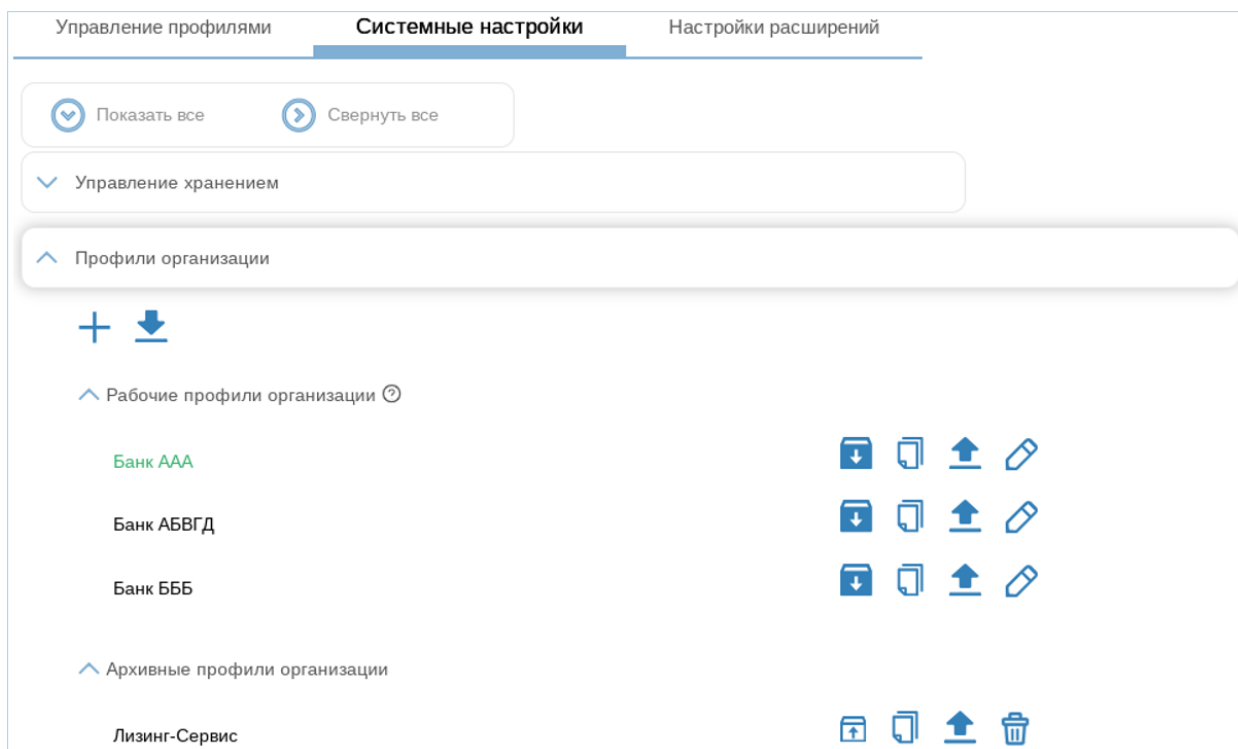 Управление профилями Системные настройки Настройки расширений
Показать все Свернуть все
Управление хранением
Профили организации
Рабочие профили организации ?
Банк ААА
Банк АБВГД
Банк БББ
Архивные профили организации
Лизинг-Сервис